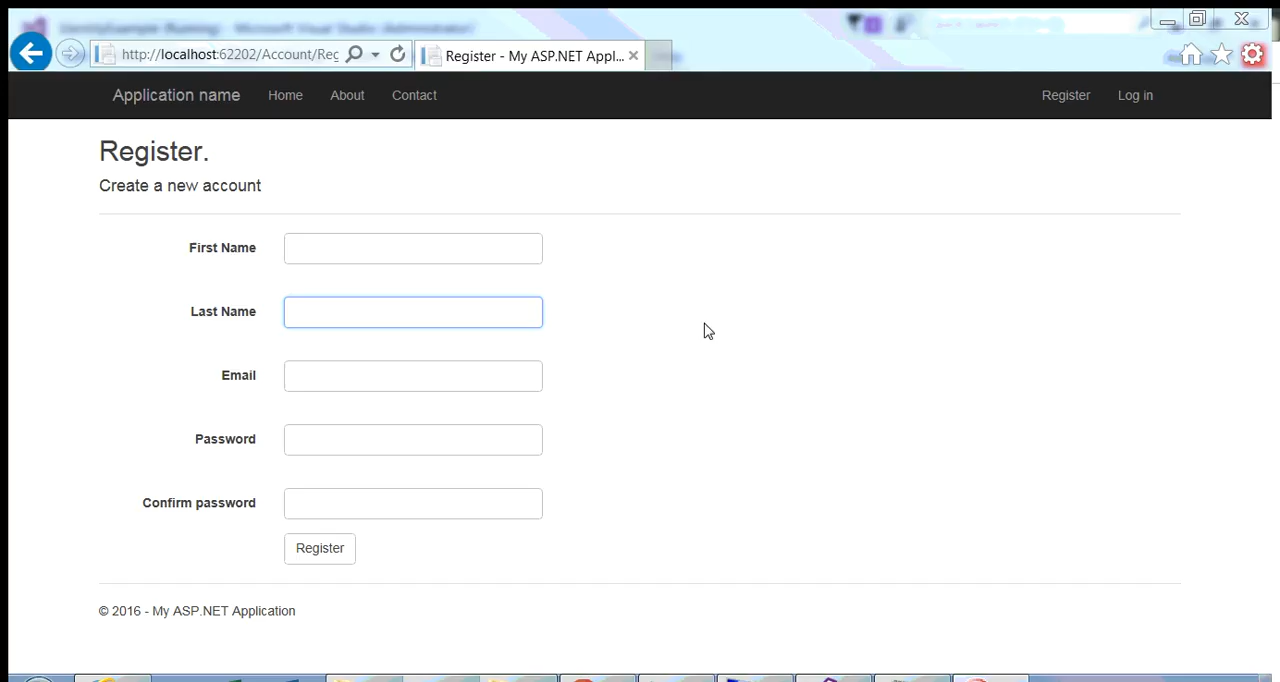 http://localhost:62202/Account/Reg
Register - My ASP.NET Appl...
Application name Home About Contact Register Log in
Register.
Create a new account
First Name
Last Name
Email
Password
Confirm password
Register
© 2016 - My ASP.NET Application